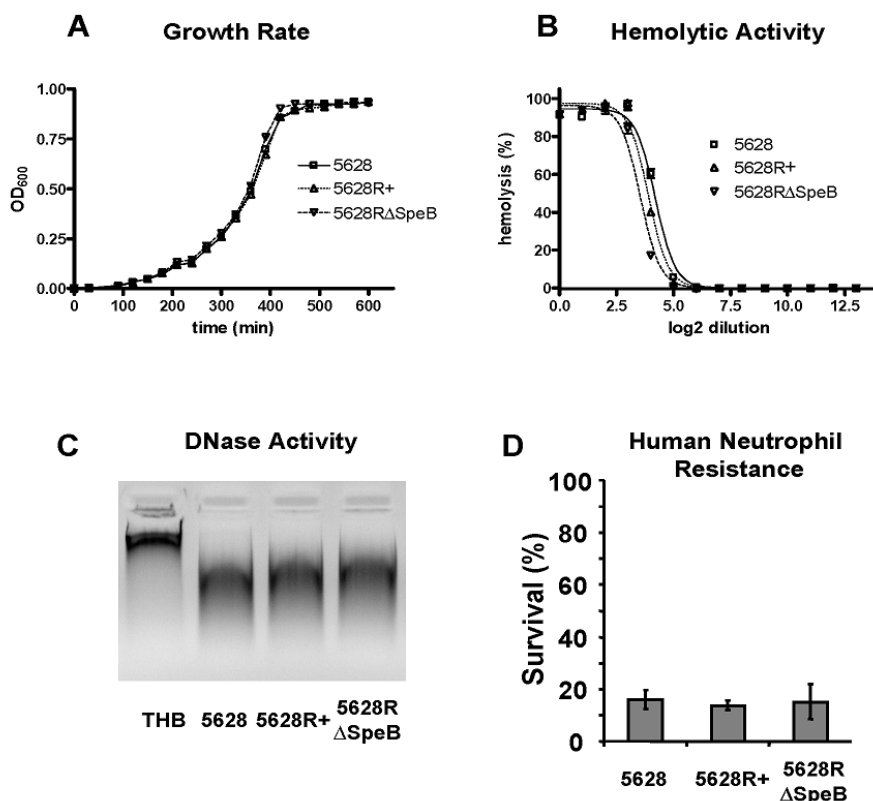 A
Growth Rate
1.00
0.75
0.50
0.25
0.00
OD600
0 100 200 300 400 500 600
time (min)
5628
5628R+
5628RΔSpeB
B
Hemolytic Activity
100
80
60
40
20
0
hemolysis (%)
0.0 2.5 5.0 7.5 10.0 12.5
log2 dilution
5628
5628R+
5628RΔSpeB
C
DNase Activity
THB 5628 5628R+ 5628R
ΔSpeB
D
Human Neutrophil
Resistance
100
80
60
40
20
0
Survival (%)
5628 5628R+ 5628R
ΔSpeB